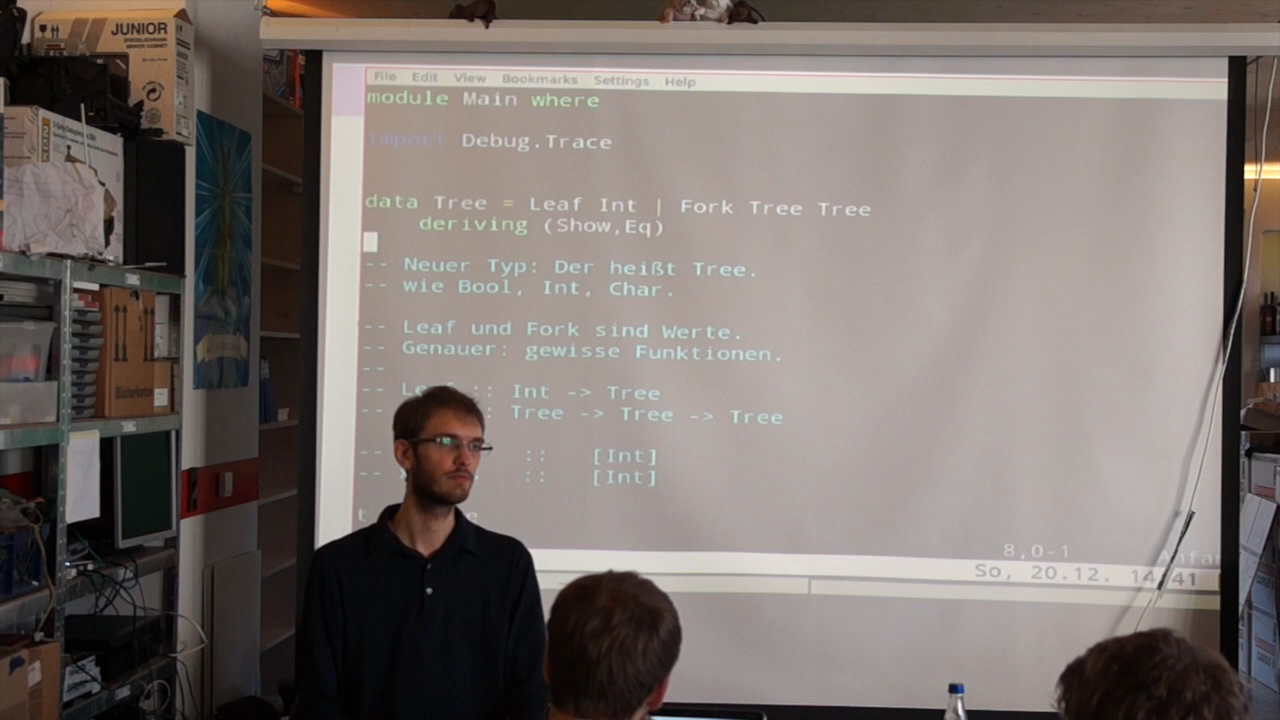 JUNIOR
File Edit View Bookmarks Settings Help
module Main where
import Debug.Trace
data Tree = Leaf Int | Fork Tree Tree
deriving (Show,Eq)
-- Neuer Typ: Der heißt Tree.
-- wie Bool, Int, Char.
-- Leaf und Fork sind Werte.
-- Genauer: gewisse Funktionen.
--
-- Leaf :: Int -> Tree
-- : Tree -> Tree -> Tree
-- :: [Int]
-- :: [Int]
8,0-1
So, 20.12.
Bücherkarton